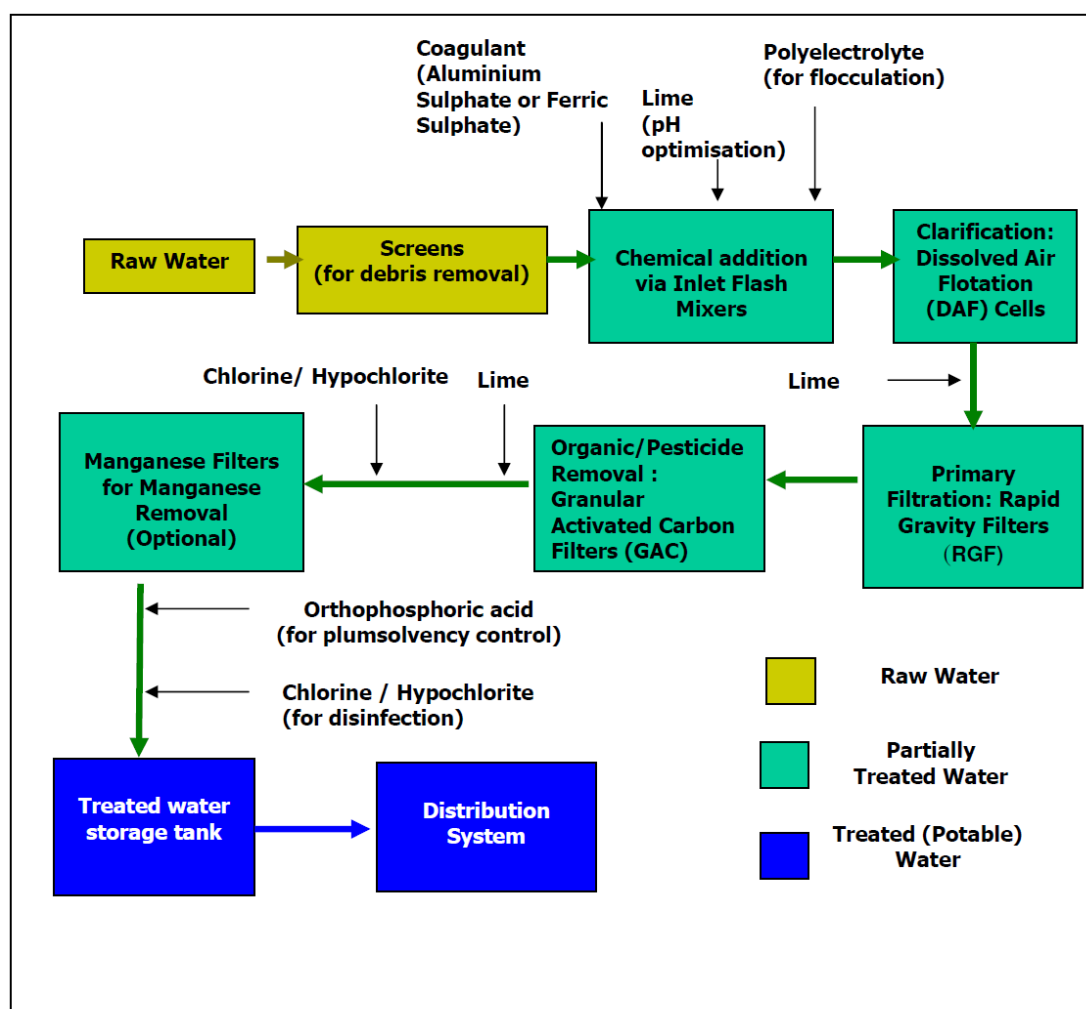 Coagulant
(Aluminium
Sulphate or Ferric
Sulphate)
Lime
(pH
optimisation)
Polyelectrolyte
(for flocculation)
Raw Water
Screens
(for debris removal)
Chemical addition
via Inlet Flash
Mixers
Clarification:
Dissolved Air
Flotation
(DAF) Cells
Chlorine/ Hypochlorite
Lime
Lime
Manganese Filters
for Manganese
Removal
(Optional)
Organic/Pesticide
Removal :
Granular
Activated Carbon
Filters (GAC)
Primary
Filtration: Rapid
Gravity Filters
(RGF)
Orthophosphoric acid
(for plumsolvency control)
Chlorine / Hypochlorite
(for disinfection)
Treated water
storage tank
Distribution
System
Raw Water
Partially
Treated Water
Treated (Potable)
Water